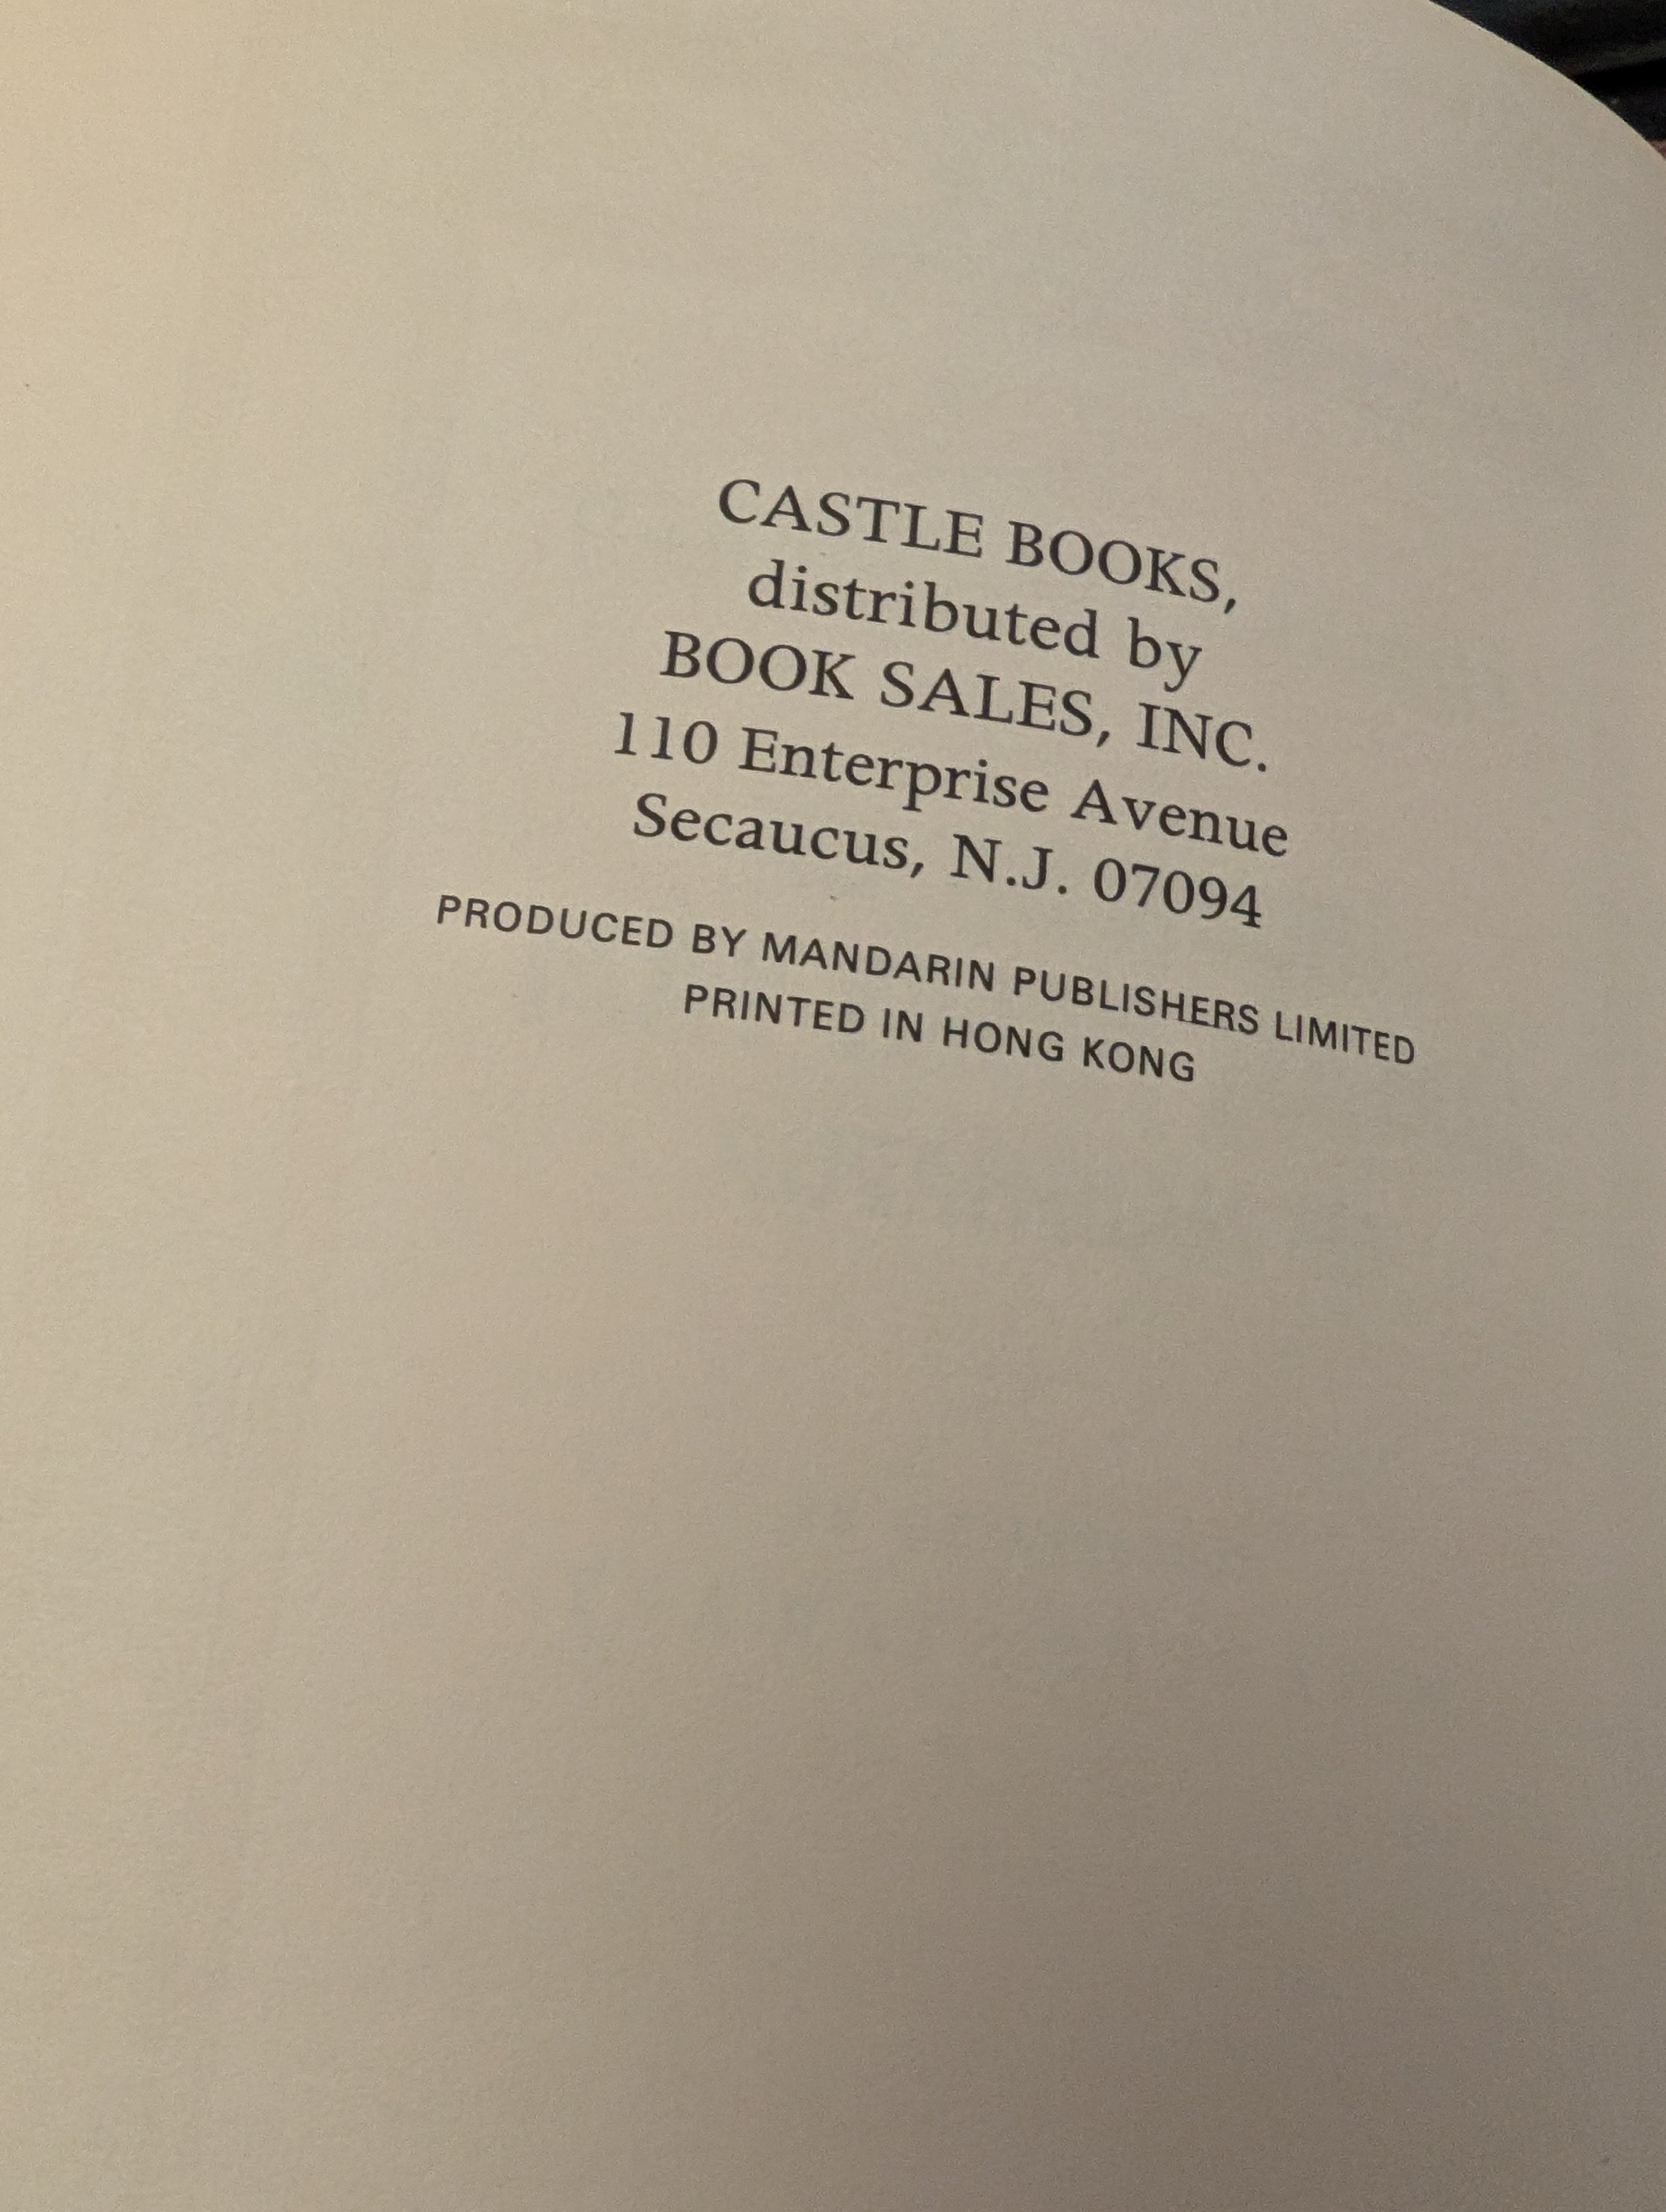 CASTLE BOOKS,
distributed by
BOOK SALES, INC.
110 Enterprise Avenue
Secaucus, N.J. 07094
PRODUCED BY MANDARIN PUBLISHERS LIMITED
PRINTED IN HONG KONG